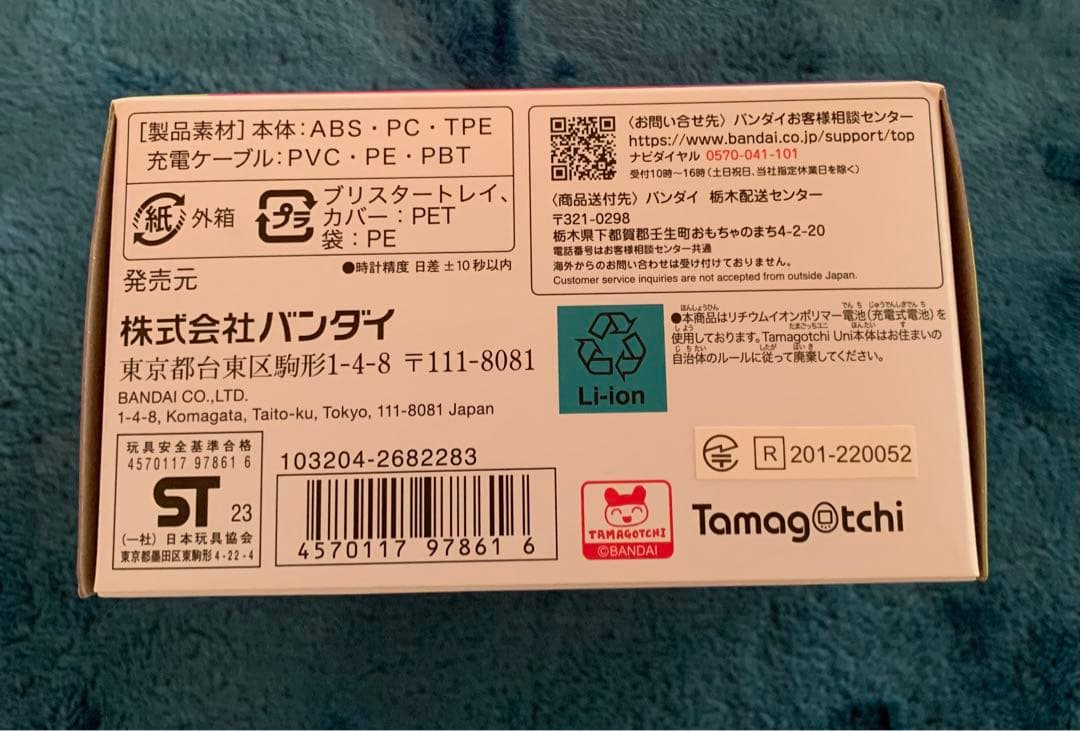 [製品素材]本体：ABS・PC・TPE
充電ケーブル：PVC・PE・PBT
紙 外箱
プラ ブリスタートレイ、
カバー：PET
袋：PE
●時計精度 日差±10秒以内
発売元
株式会社バンダイ
東京都台東区駒形1-4-8 〒111-8081
BANDAI CO.,LTD.
1-4-8, Komagata, Taito-ku, Tokyo, 111-8081 Japan
玩具安全基準合格
4570117 97861 6
ST 23
(一社)日本玩具協会
東京都墨田区東駒形4-22-4
103204-2682283
4570117 97861 6
〈お問い合せ先〉バンダイお客様相談センター
https://www.bandai.co.jp/support/top
ナビダイヤル 0570-041-101
受付10時〜16時(土日祝日、当社指定休業日を除く)
〈商品送付先〉バンダイ 栃木配送センター
〒321-0298
栃木県下都賀郡壬生町おもちゃのまち4-2-20
電話番号はお客様相談センター共通
海外からのお問い合わせは受け付けておりません。
Customer service inquiries are not accepted from outside Japan.
Li-ion
●本商品はリチウムイオンポリマー電池(充電式電池)を
使用しております。Tamagotchi Uni本体はお住まいの
自治体のルールに従って廃棄してください。
R 201-220052
TAMAGOTCHI
©BANDAI
Tamagotchi